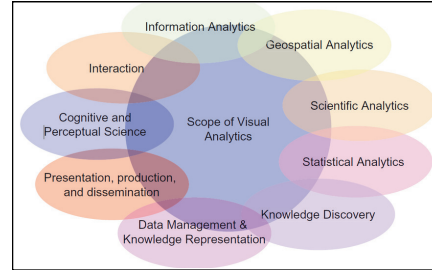 Information Analytics
Geospatial Analytics
Interaction
Scientific Analytics
Cognitive and
Perceptual Science
Scope of Visual
Analytics
Statistical Analytics
Presentation, production,
and dissemination
Knowledge Discovery
Data Management &
Knowledge Representation